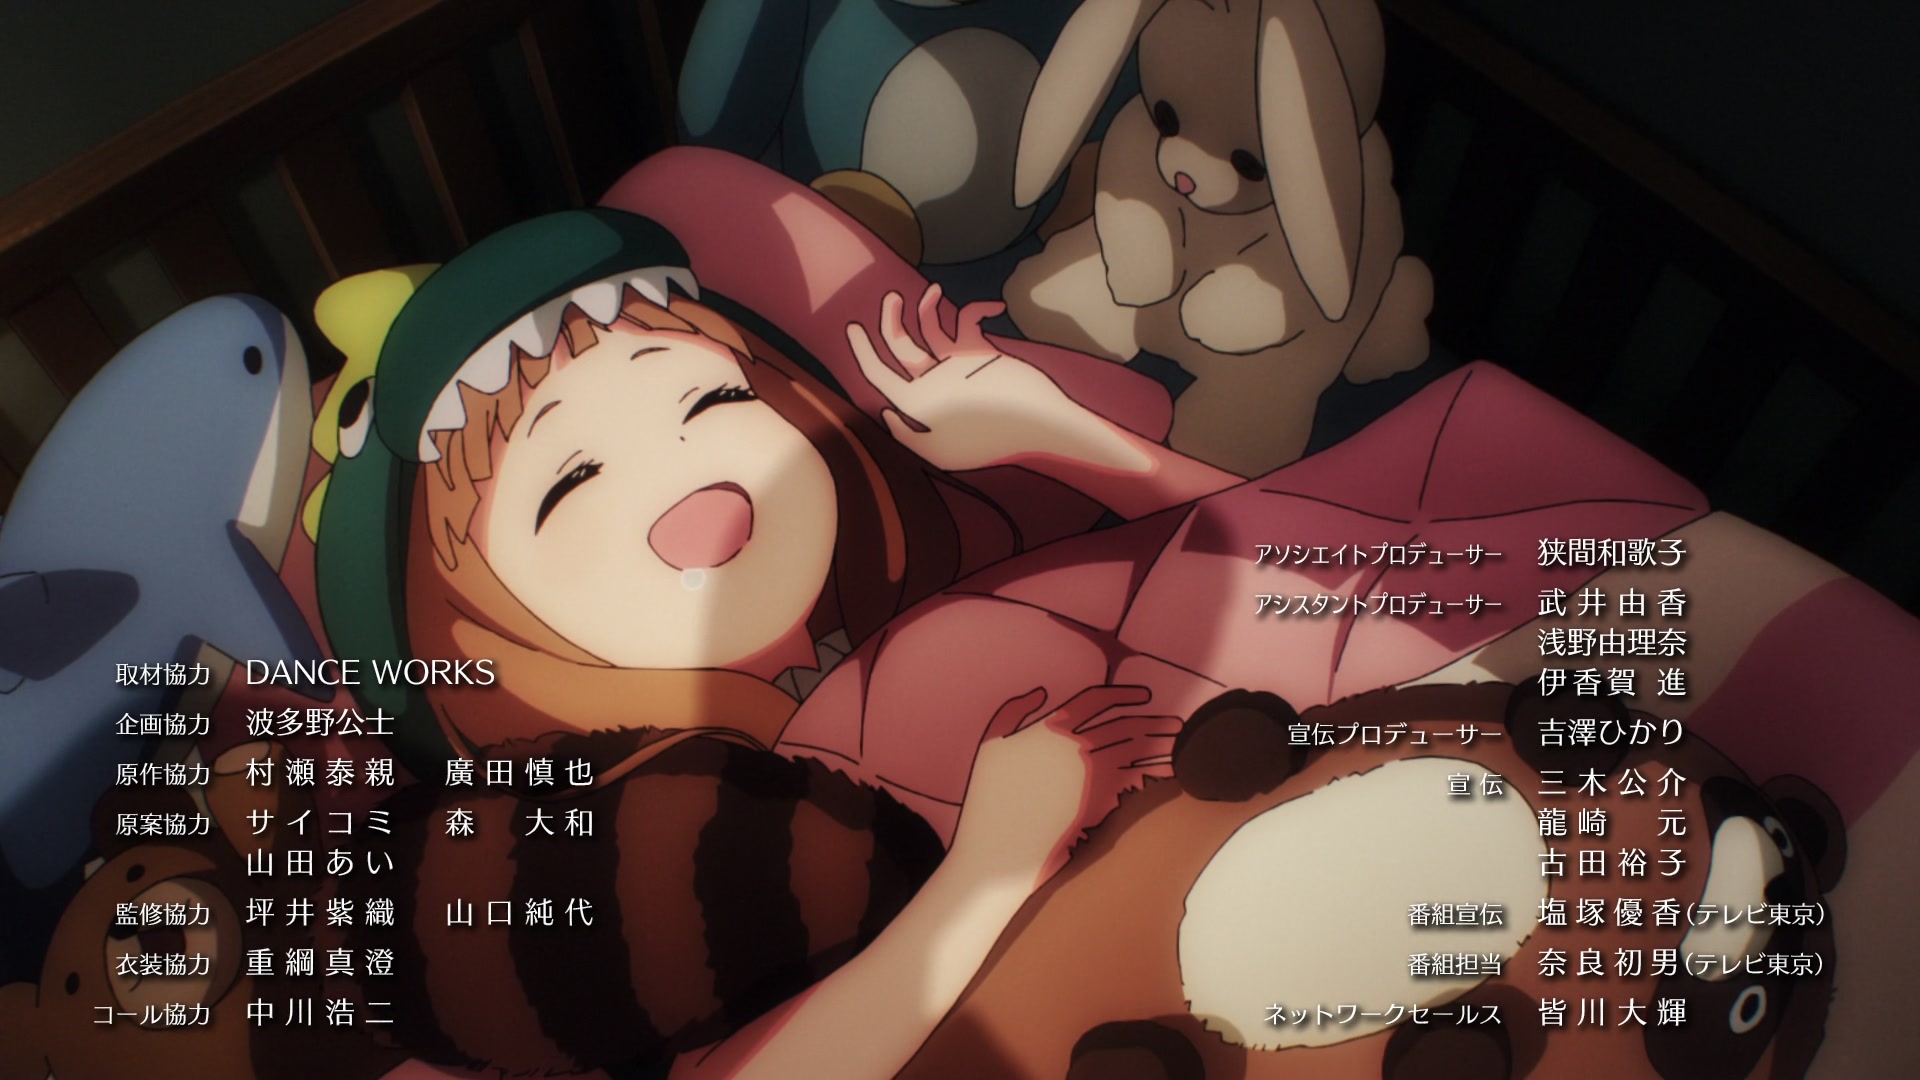 取材協力 DANCE WORKS
企画協力 波多野公士
原作協力 村瀬泰親 廣田慎也
原案協力 サイコミ 森 大和
山田あい
監修協力 坪井紫織 山口純代
衣装協力 重綱真澄
コール協力 中川浩二
アソシエイトプロデューサー 狭間和歌子
アシスタントプロデューサー 武井由香
浅野由理奈
伊香賀 進
宣伝プロデューサー 吉澤ひかり
宣伝 三木公介
龍崎 元
古田裕子
番組宣伝 塩塚優香(テレビ東京)
番組担当 奈良初男(テレビ東京)
ネットワークセールス 皆川大輝